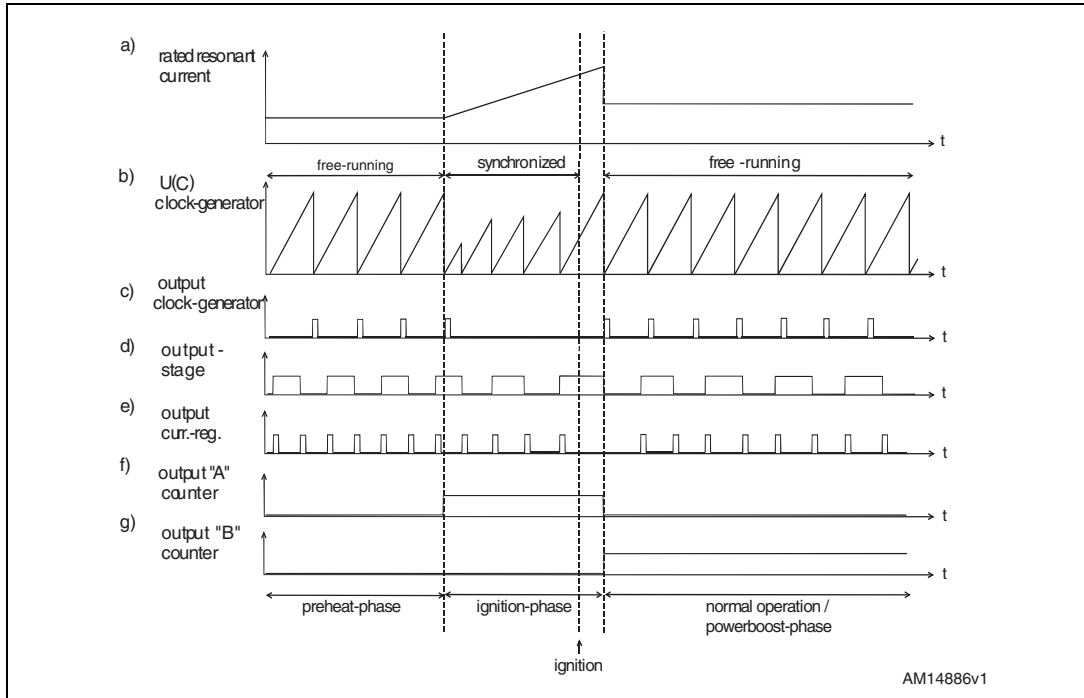 a)
rated resonart
current
t
free-running
synchronized
free -running
b)
U(C)
clock-generator
t
c)
output
clock-generator
t
d)
output -
stage
t
e)
output
curr.-reg.
t
f)
output "A"
counter
t
g)
output "B"
counter
t
preheat-phase
ignition-phase
normal operation /
powerboost-phase
ignition
AM14886v1